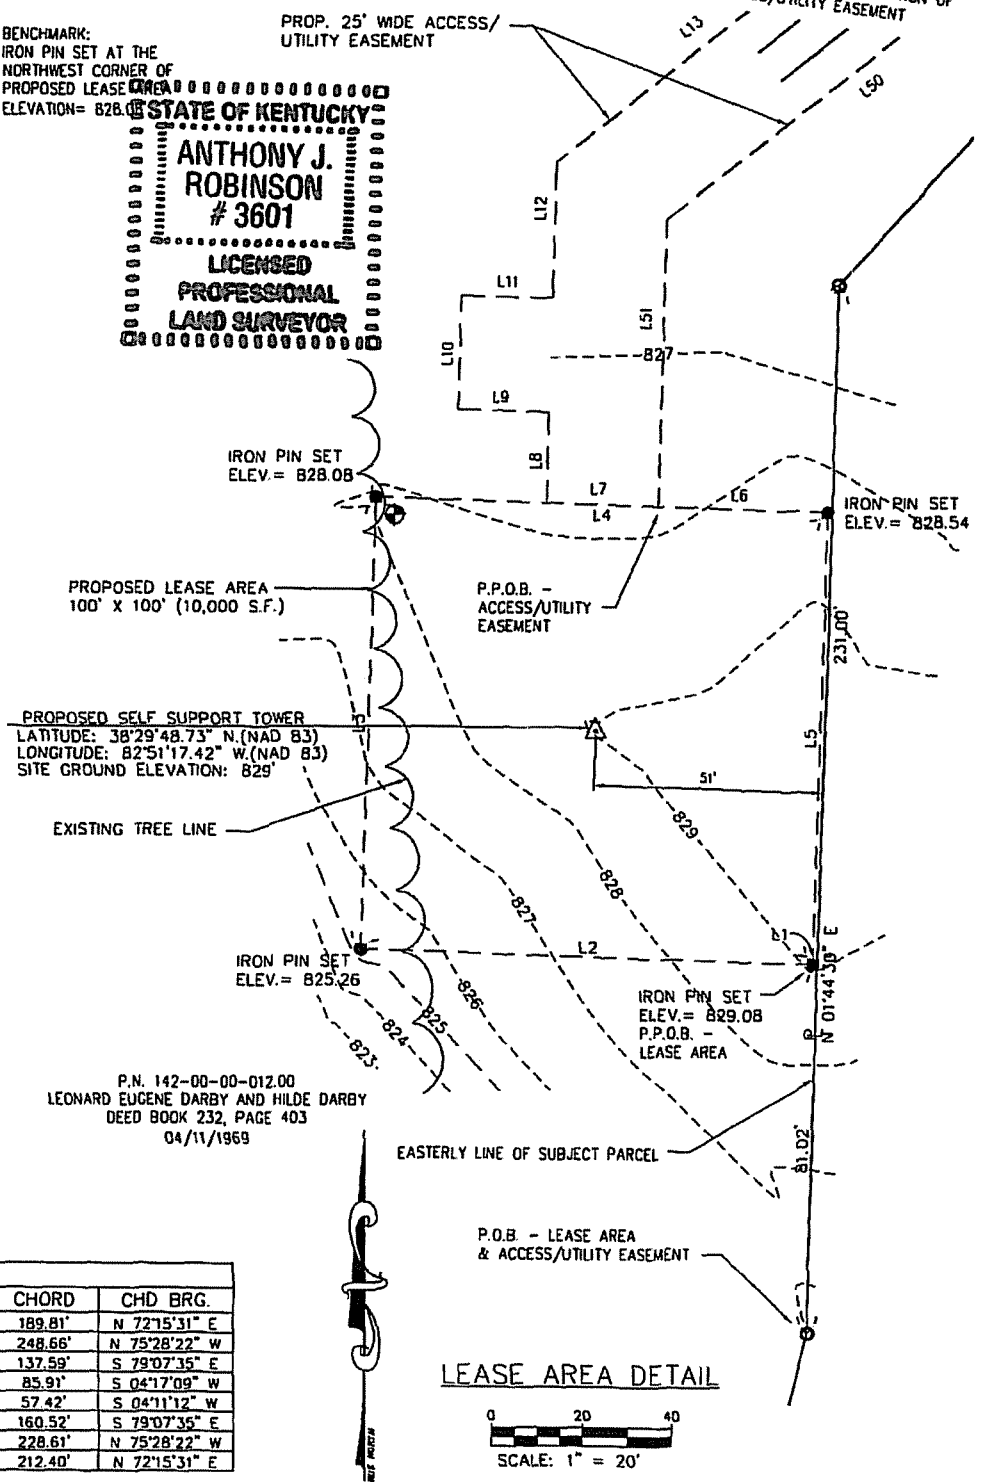 BENCHMARK:
IRON PIN SET AT THE
NORTHWEST CORNER OF
PROPOSED LEASE AREA
ELEVATION= 828.08
STATE OF KENTUCKY
ANTHONY J.
ROBINSON
# 3601
LICENSED
PROFESSIONAL
LAND SURVEYOR
PROP. 25' WIDE ACCESS/
UTILITY EASEMENT
UTILITY EASEMENT
L13
L50
L12
L11
L10
L51
827
L9
L8
IRON PIN SET
ELEV.= 828.08
L7
L6
L4
IRON PIN SET
ELEV.= 828.54
PROPOSED LEASE AREA
100' X 100' (10,000 S.F.)
P.P.O.B. -
ACCESS/UTILITY
EASEMENT
231.00
L3
L5
PROPOSED SELF SUPPORT TOWER
LATITUDE: 38°29'48.73" N.(NAD 83)
LONGITUDE: 82°51'17.42" W.(NAD 83)
SITE GROUND ELEVATION: 829'
51'
EXISTING TREE LINE
829
828
827
L1
L2
N 01°44'30" E
IRON PIN SET
ELEV.= 825.26
826
825
824
823
IRON PIN SET
ELEV.= 829.08
P.P.O.B. -
LEASE AREA
P.N. 142-00-00-012.00
LEONARD EUGENE DARBY AND HILDE DARBY
DEED BOOK 232, PAGE 403
04/11/1969
EASTERLY LINE OF SUBJECT PARCEL
81.02'
P.O.B. - LEASE AREA
& ACCESS/UTILITY EASEMENT
CHORD CHD BRG.
189.81' N 72°15'31" E
248.66' N 75°28'22" W
137.59' S 79°07'35" E
85.91' S 04°17'09" W
57.42' S 04°11'12" W
160.52' S 79°07'35" E
228.61' N 75°28'22" W
212.40' N 72°15'31" E
LEASE AREA DETAIL
0 20 40
SCALE: 1" = 20'